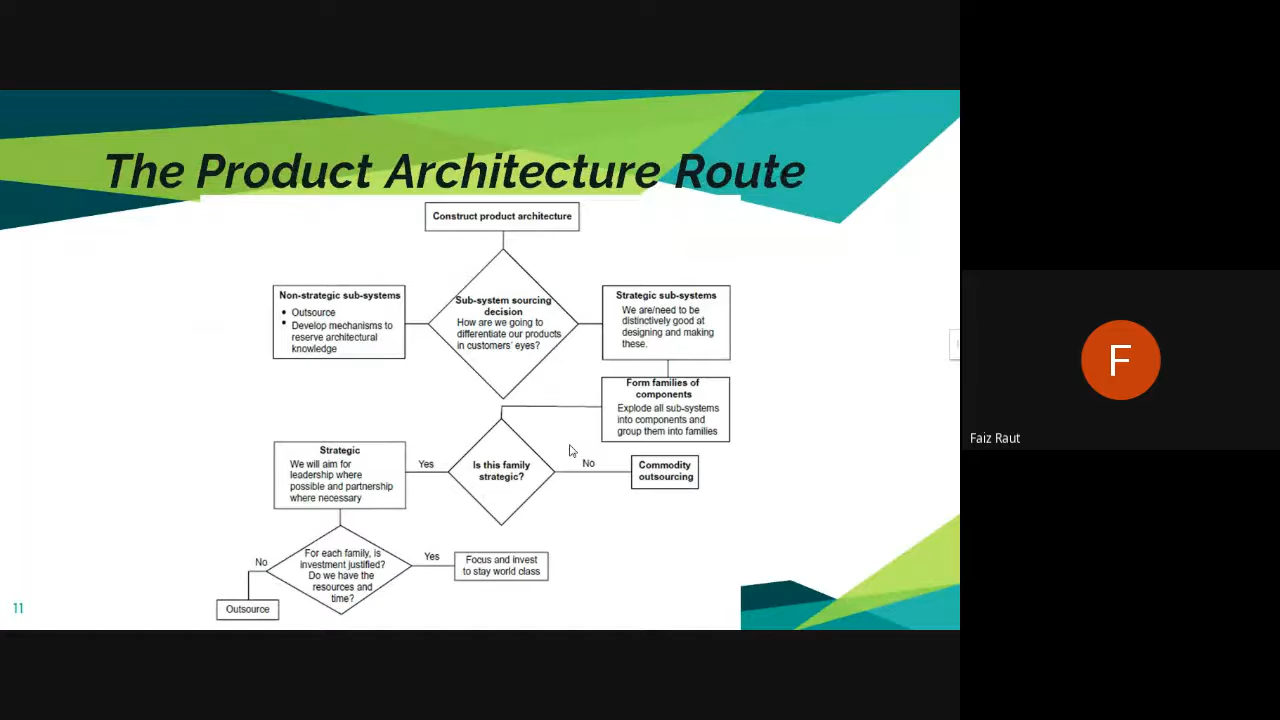 The Product Architecture Route
Construct product architecture
Non-strategic sub-systems
• Outsource
• Develop mechanisms to
reserve architectural
knowledge
Sub-system sourcing
decision
How are we going to
differentiate our products
in customers' eyes?
Strategic sub-systems
We are/need to be
distinctively good at
designing and making
these.
Form families of
components
Explode all sub-systems
into components and
group them into families
Strategic
We will aim for
leadership where
possible and partnership
where necessary
Yes
Is this family
strategic?
No
Commodity
outsourcing
No
For each family, is
investment justified?
Do we have the
resources and
time?
Yes
Focus and invest
to stay world class
Outsource
11
F
Faiz Raut